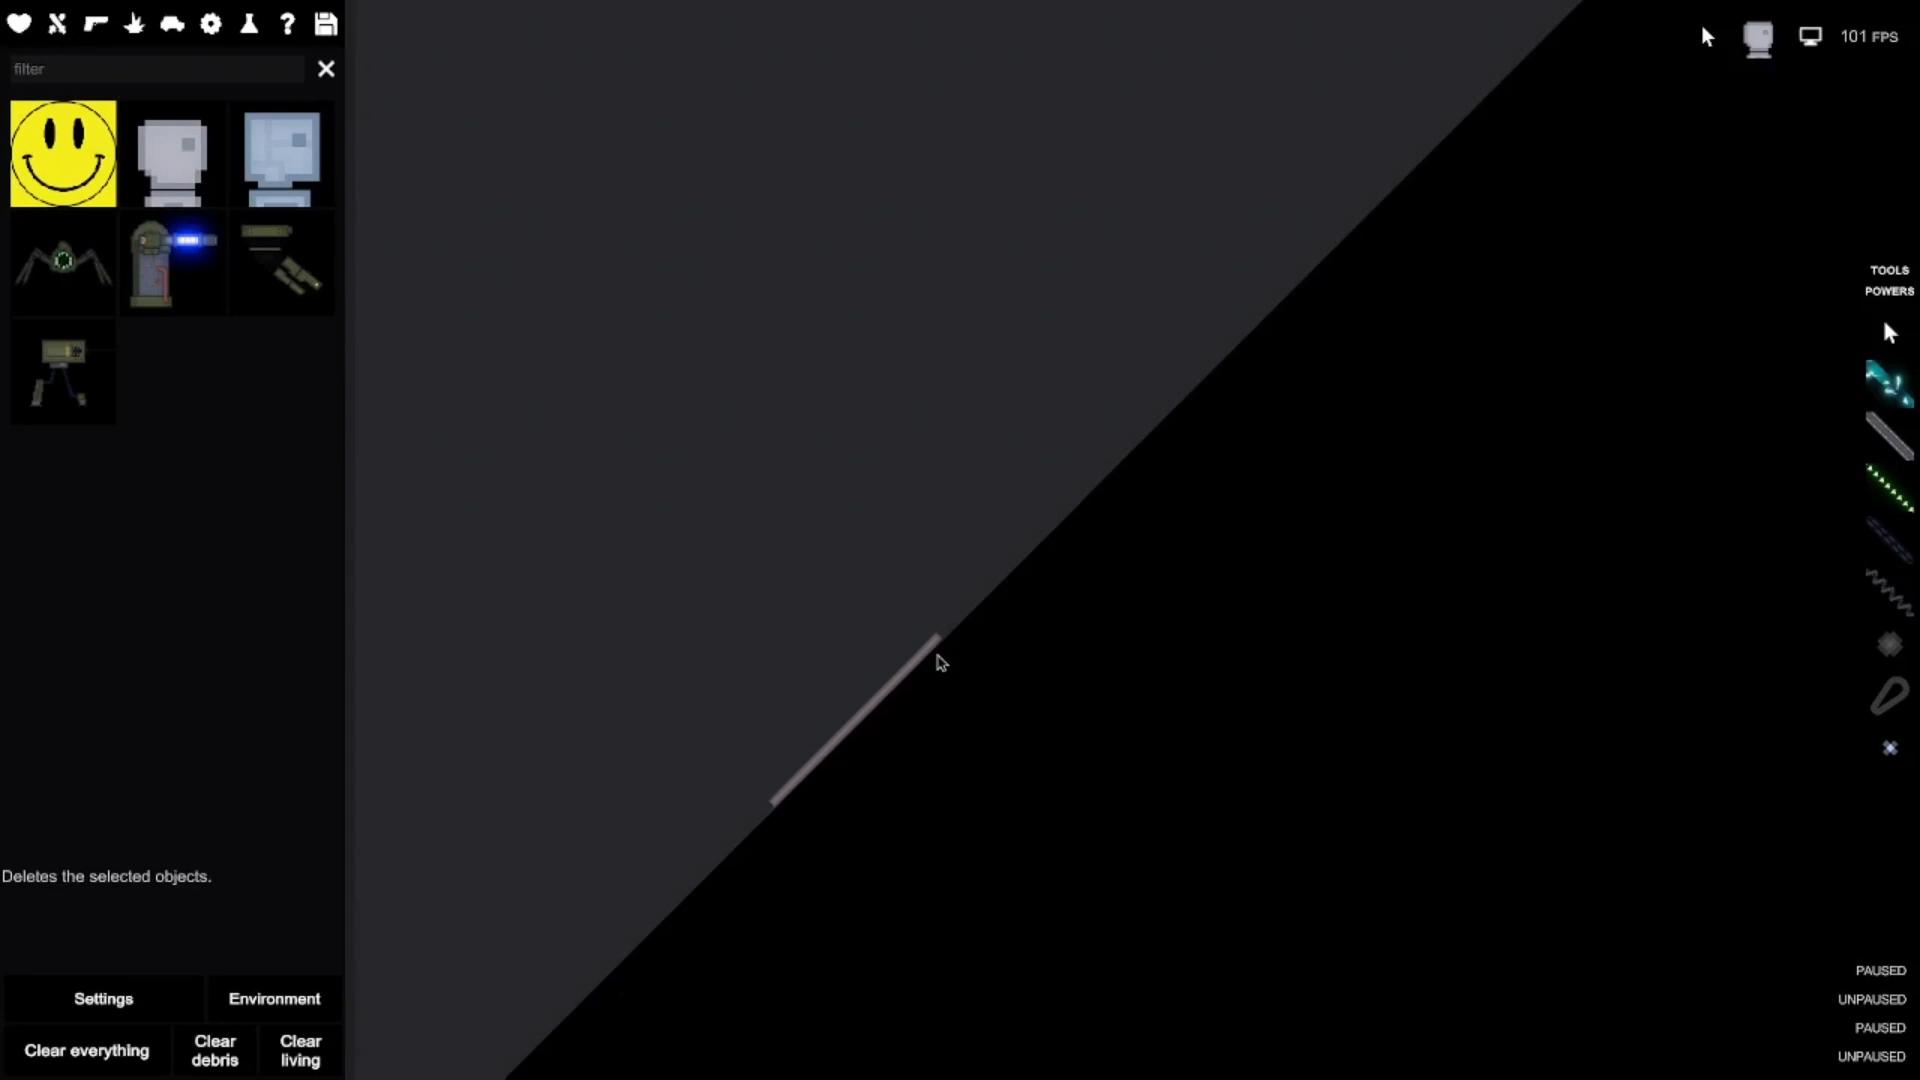 101 FPS
filter
TOOLS
POWERS
Deletes the selected objects.
Settings
Environment
Clear everything
Clear debris
Clear living
PAUSED
UNPAUSED
PAUSED
UNPAUSED